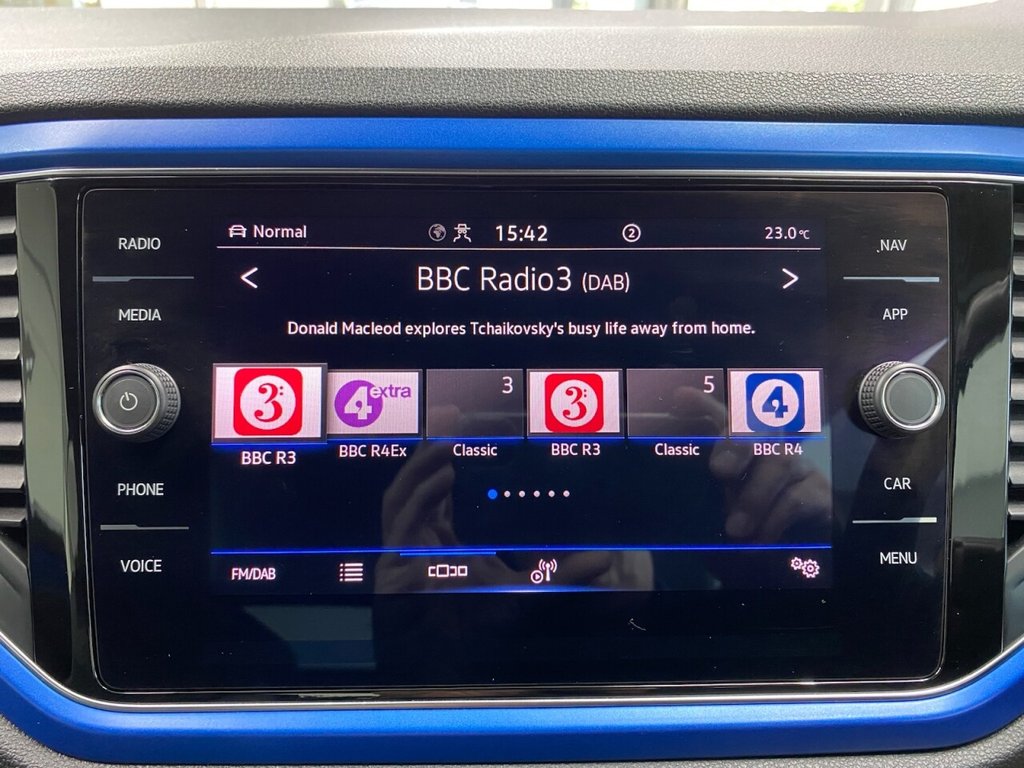 RADIO
MEDIA
PHONE
VOICE
Normal
15:42
2
23.0°C
BBC Radio3 (DAB)
Donald Macleod explores Tchaikovsky's busy life away from home.
3
4 extra
3
3
5
4
BBC R3
BBC R4Ex
Classic
BBC R3
Classic
BBC R4
FM/DAB
NAV
APP
CAR
MENU